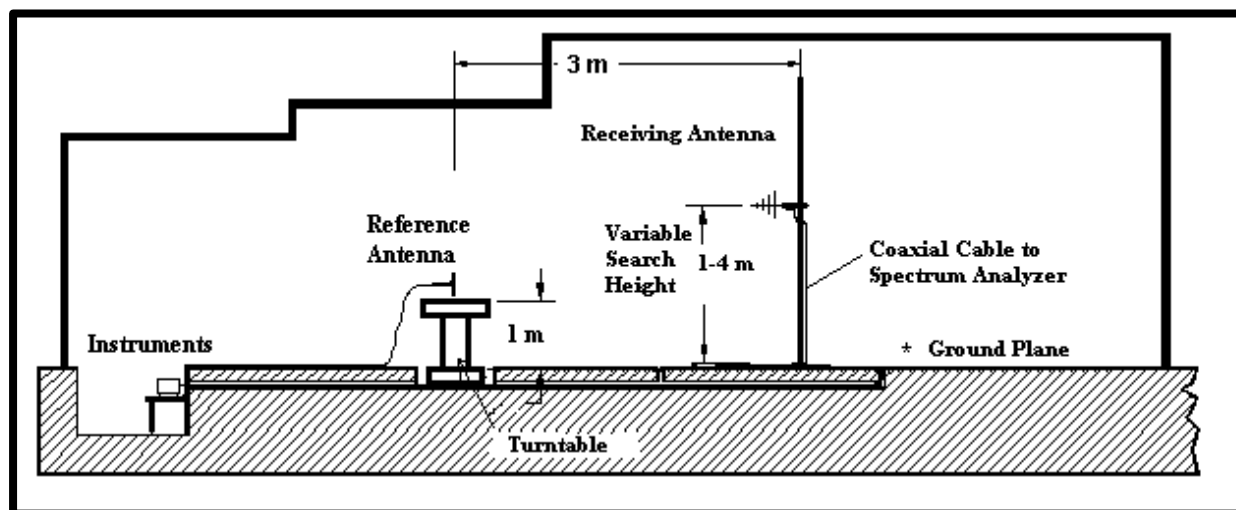 3 m
Receiving Antenna
Reference
Antenna
Variable
Search
Height
1-4 m
Coaxial Cable to
Spectrum Analyzer
1 m
Instruments
* Ground Plane
Turntable